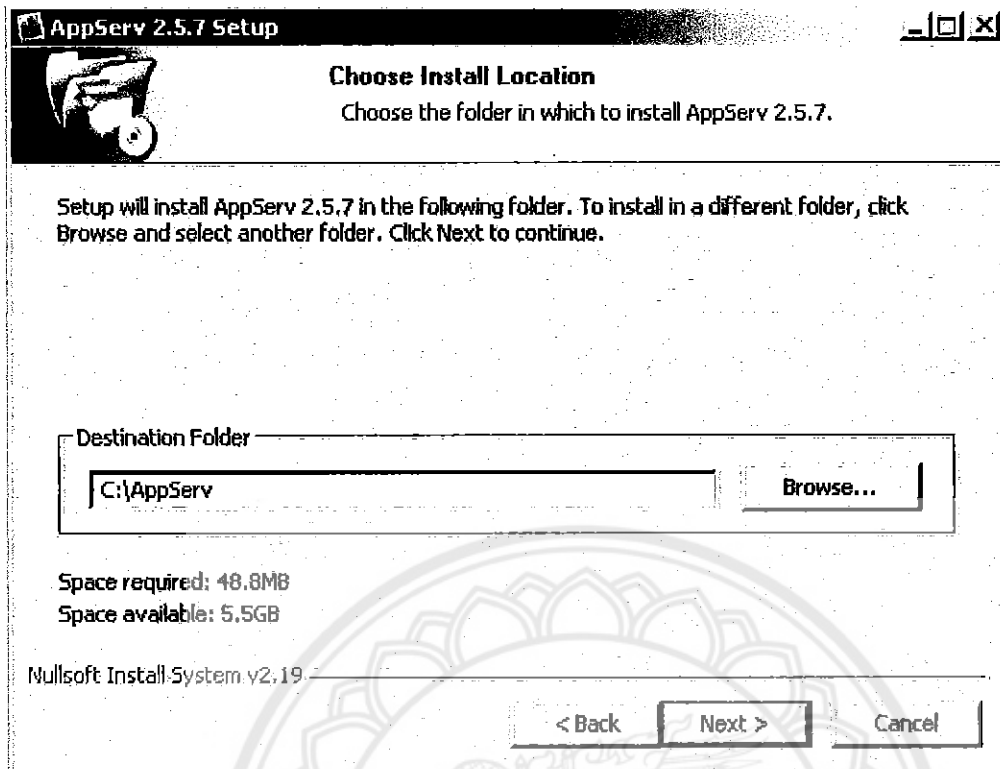 AppServ 2.5.7 Setup
Choose Install Location
Choose the folder in which to install AppServ 2.5.7.
Setup will install AppServ 2.5.7 in the following folder. To install in a different folder, click
Browse and select another folder. Click Next to continue.
Destination Folder
C:\AppServ
Browse...
Space required: 48.8MB
Space available: 5.5GB
Nullsoft Install System v2.19
< Back
Next >
Cancel